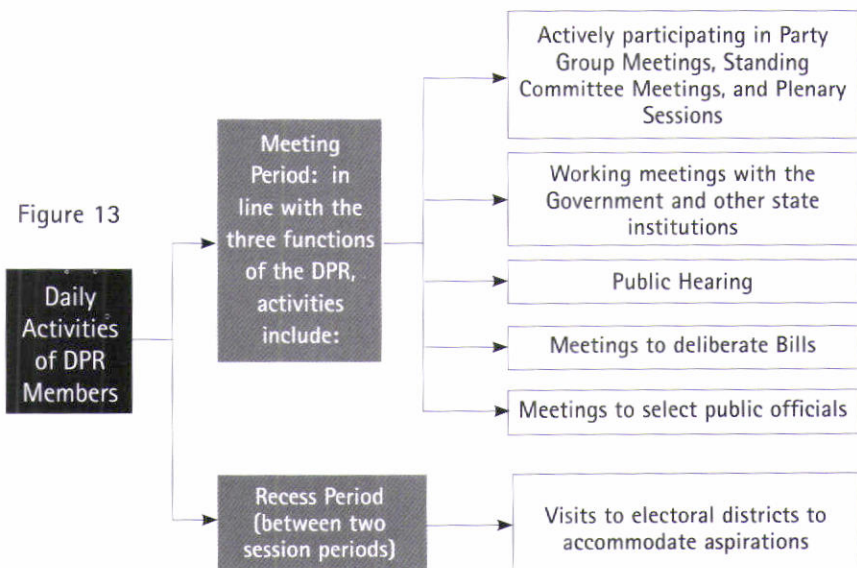 Figure 13
Daily
Activities
of DPR
Members
Meeting
Period: in
line with the
three functions
of the DPR,
activities
include:
Actively participating in Party
Group Meetings, Standing
Committee Meetings, and Plenary
Sessions
Working meetings with the
Government and other state
institutions
Public Hearing
Meetings to deliberate Bills
Meetings to select public officials
Recess Period
(between two
session periods)
Visits to electoral districts to
accommodate aspirations